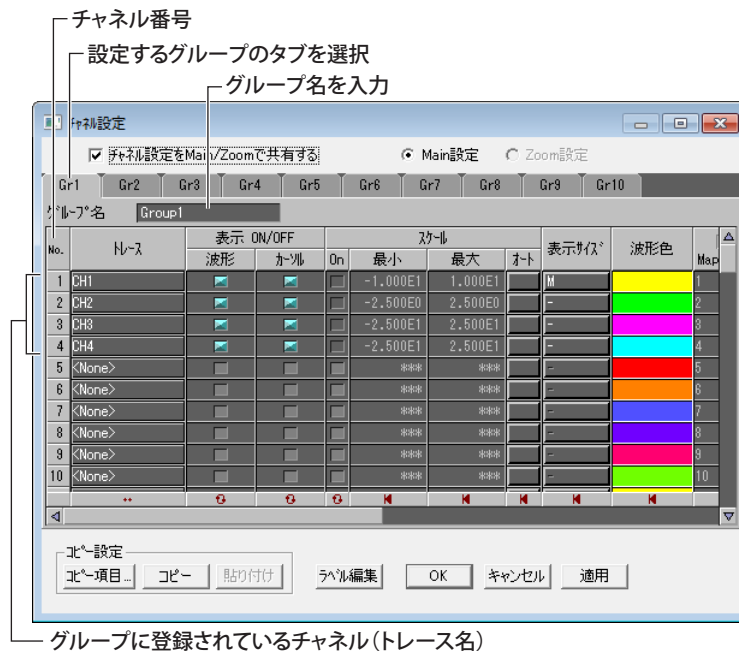 チャネル番号
設定するグループのタブを選択
グループ名を入力
ﾁｬﾈﾙ設定
ﾁｬﾈﾙ設定をMain/Zoomで共有する Main設定 Zoom設定
Gr1 Gr2 Gr3 Gr4 Gr5 Gr6 Gr7 Gr8 Gr9 Gr10
ｸﾞﾙｰﾌﾟ名 Group1
No. ﾄﾚｰｽ 表示 ON/OFF ｽｹｰﾙ 表示ｻｲｽﾞ 波形色 Map
波形 ｶｰｿﾙ On 最小 最大 ｵｰﾄ
1 CH1 -1.000E1 1.000E1 M 1
2 CH2 -2.500E0 2.500E0 - 2
3 CH3 -2.500E1 2.500E1 - 3
4 CH4 -2.500E1 2.500E1 - 4
5 <None> *** *** - 5
6 <None> *** *** - 6
7 <None> *** *** - 7
8 <None> *** *** - 8
9 <None> *** *** - 9
10 <None> *** *** - 10
ｺﾋﾟｰ設定
ｺﾋﾟｰ項目... コピー 貼り付け ﾗﾍﾞﾙ編集 OK キャンセル 適用
グループに登録されているチャネル（トレース名）